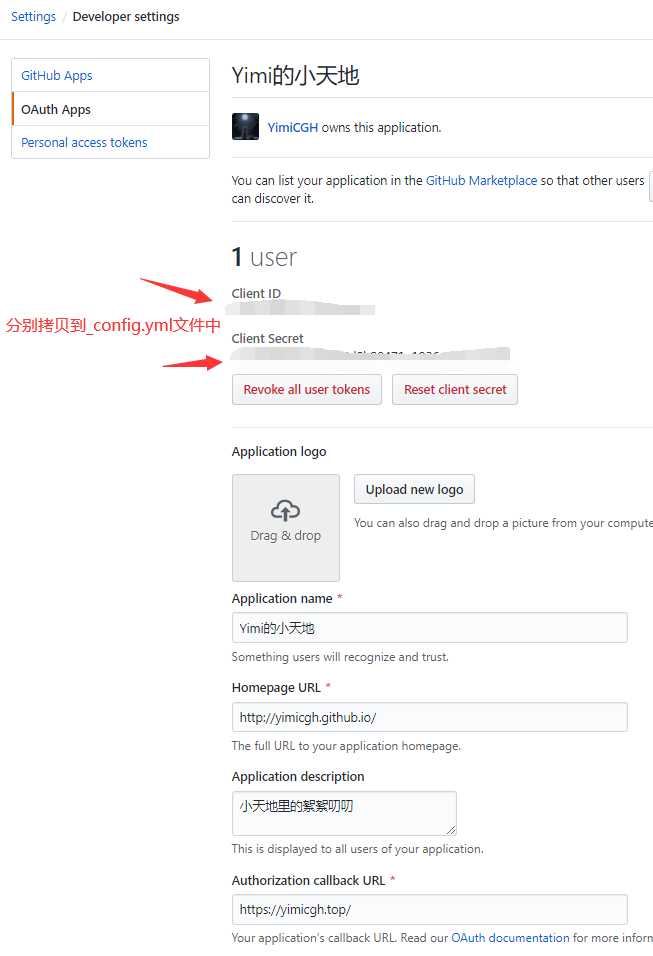 Settings / Developer settings
GitHub Apps
OAuth Apps
Personal access tokens
Yimi的小天地
YimiCGH owns this application.
You can list your application in the GitHub Marketplace so that other users
can discover it.
1 user
Client ID
分别拷贝到_config.yml文件中
Client Secret
Revoke all user tokens
Reset client secret
Application logo
Drag & drop
Upload new logo
You can also drag and drop a picture from your compute
Application name *
Yimi的小天地
Something users will recognize and trust.
Homepage URL *
http://yimicgh.github.io/
The full URL to your application homepage.
Application description
小天地里的絮絮叨叨
This is displayed to all users of your application.
Authorization callback URL *
https://yimicgh.top/
Your application's callback URL. Read our OAuth documentation for more inforn